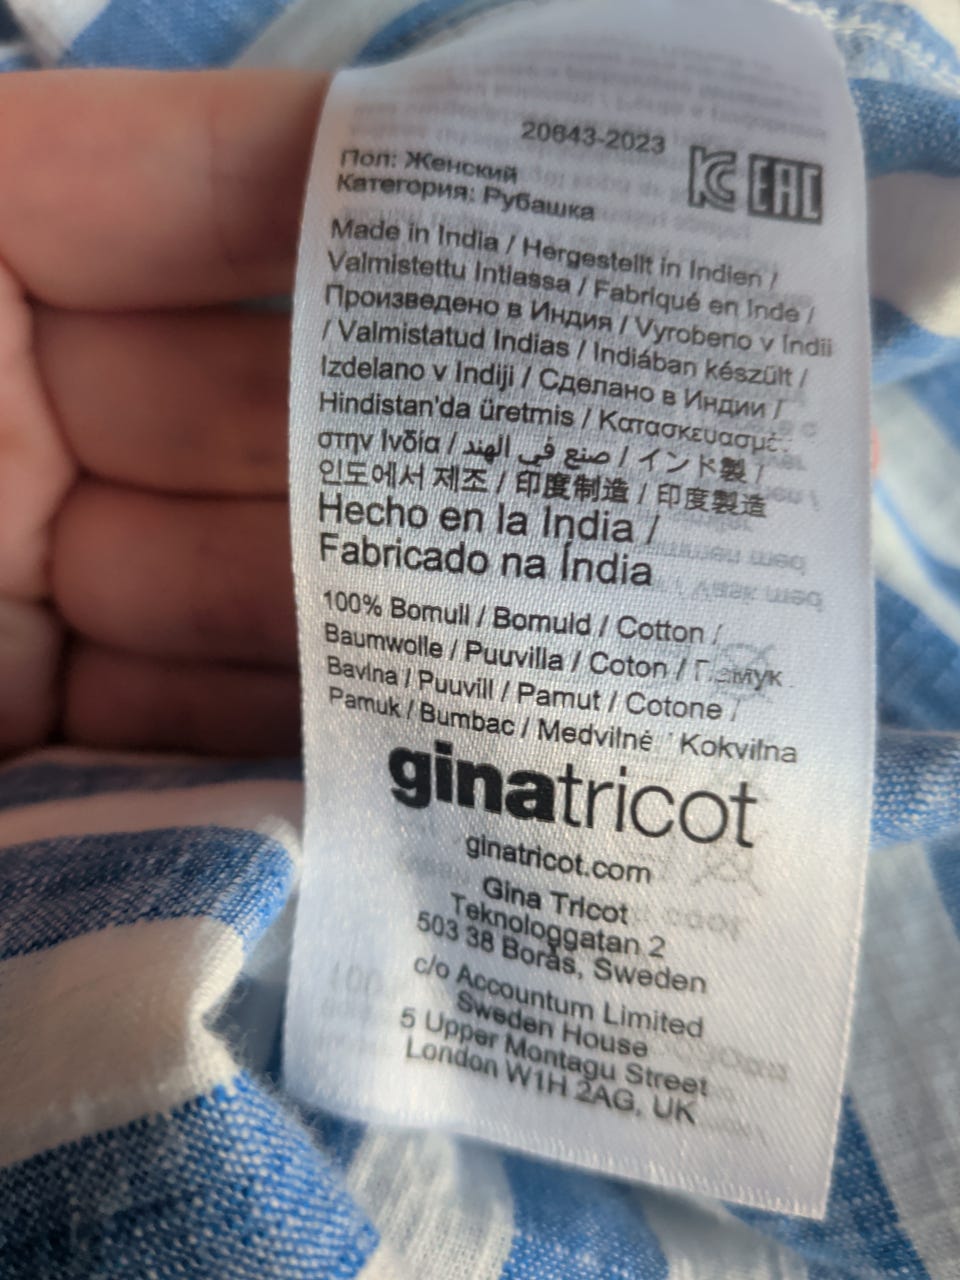 20643-2023
Пол: Женский
Категория: Рубашка
KC EAC
Made in India / Hergestellt in Indien /
Valmistettu Intiassa / Fabriqué en Inde /
Произведено в Индия / Vyrobeno v Indii
/ Valmistatud Indias / Indiában készült /
Izdelano v Indiji / Сделано в Индии /
Hindistan'da üretmis /
στην Ινδία / صنع في الهند / インド製 /
인도에서 제조 / 印度制造 / 印度製造
Hecho en la India /
Fabricado na Índia
100% Bomull / Bomuld / Cotton /
Baumwolle / Puuvilla / Coton / Памук
Bavlna / Puuvill / Pamut / Cotone /
Pamuk / Bumbac / Medvilnė Kokvilna
ginatricot
ginatricot.com
Gina Tricot
Teknologgatan 2
503 38 Borås, Sweden
c/o Accountum Limited
Sweden House
5 Upper Montagu Street
London W1H 2AG, UK